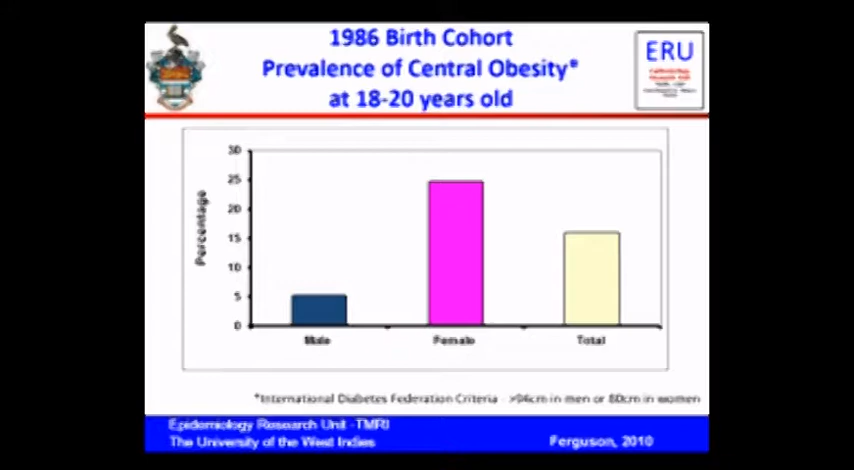 1986 Birth Cohort
Prevalence of Central Obesity*
at 18-20 years old
ERU
30
25
20
15
10
5
0
Percentage
Male
Female
Total
*International Diabetes Federation Criteria - >94cm in men or 80cm in women
Epidemiology Research Unit -TMRI
The University of the West Indies
Ferguson, 2010